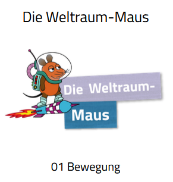 Die Weltraum-Maus
Die Weltraum-
Maus
01 Bewegung